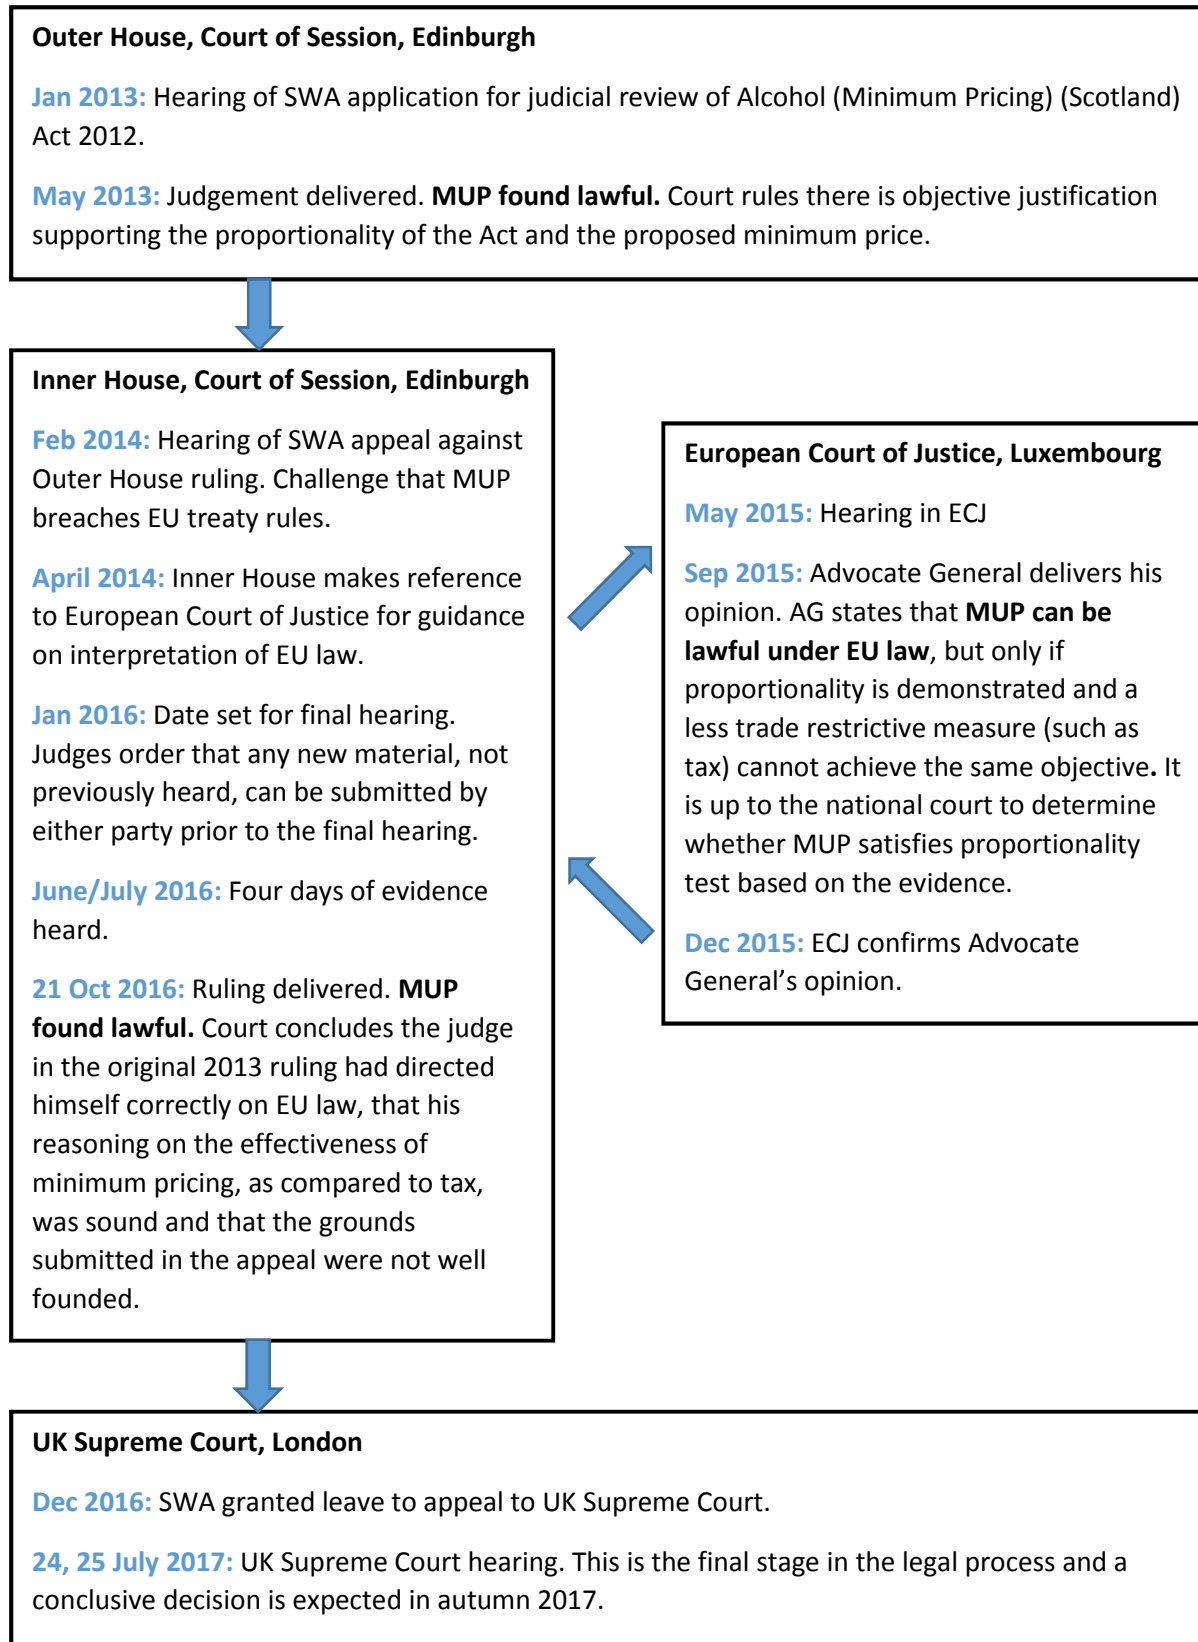 Outer House, Court of Session, Edinburgh
Jan 2013: Hearing of SWA application for judicial review of Alcohol (Minimum Pricing) (Scotland)
Act 2012.
May 2013: Judgement delivered. MUP found lawful. Court rules there is objective justification
supporting the proportionality of the Act and the proposed minimum price.
Inner House, Court of Session, Edinburgh
Feb 2014: Hearing of SWA appeal against
Outer House ruling. Challenge that MUP
breaches EU treaty rules.
April 2014: Inner House makes reference
to European Court of Justice for guidance
on interpretation of EU law.
Jan 2016: Date set for final hearing.
Judges order that any new material, not
previously heard, can be submitted by
either party prior to the final hearing.
June/July 2016: Four days of evidence
heard.
21 Oct 2016: Ruling delivered. MUP
found lawful. Court concludes the judge
in the original 2013 ruling had directed
himself correctly on EU law, that his
reasoning on the effectiveness of
minimum pricing, as compared to tax,
was sound and that the grounds
submitted in the appeal were not well
founded.
European Court of Justice, Luxembourg
May 2015: Hearing in ECJ
Sep 2015: Advocate General delivers his
opinion. AG states that MUP can be
lawful under EU law, but only if
proportionality is demonstrated and a
less trade restrictive measure (such as
tax) cannot achieve the same objective. It
is up to the national court to determine
whether MUP satisfies proportionality
test based on the evidence.
Dec 2015: ECJ confirms Advocate
General’s opinion.
UK Supreme Court, London
Dec 2016: SWA granted leave to appeal to UK Supreme Court.
24, 25 July 2017: UK Supreme Court hearing. This is the final stage in the legal process and a
conclusive decision is expected in autumn 2017.